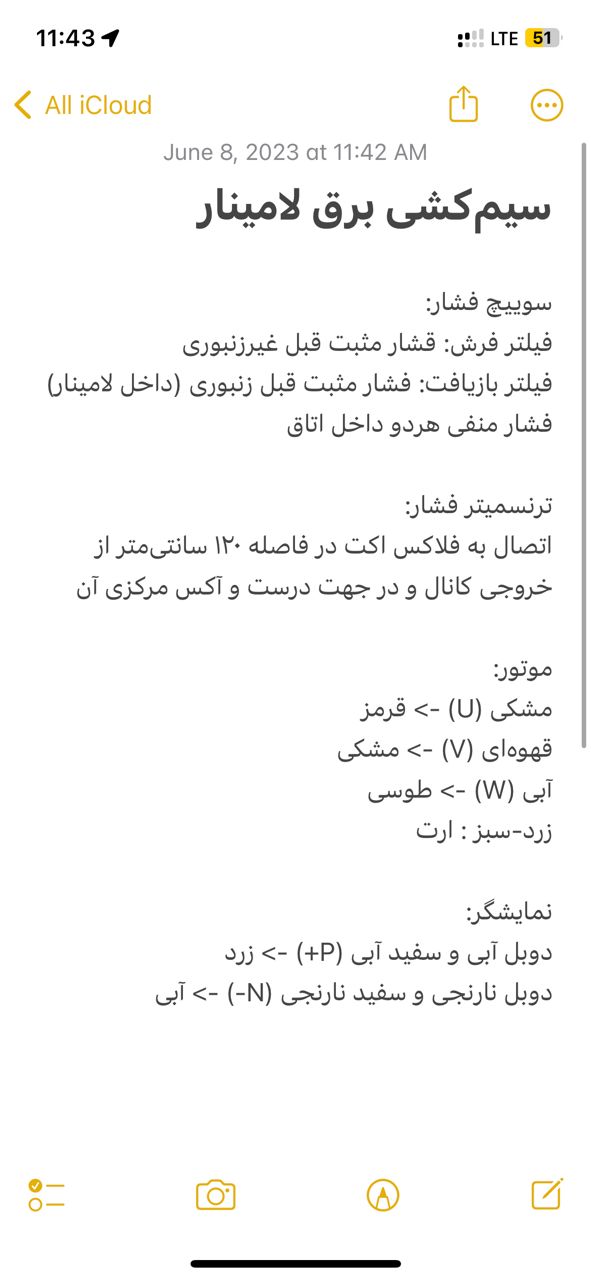 11:43
LTE 51
All iCloud
June 8, 2023 at 11:42 AM
سیم‌کشی برق لامینار
سوییچ فشار:
فیلتر فرش: قشار مثبت قبل غیرزنبوری
فیلتر بازیافت: فشار مثبت قبل زنبوری (داخل لامینار)
فشار منفی هردو داخل اتاق
ترنسمیتر فشار:
اتصال به فلاکس اکت در فاصله ۱۲۰ سانتی‌متر از
خروجی کانال و در جهت درست و آکس مرکزی آن
موتور:
مشکی (U) -> قرمز
قهوه‌ای (V) -> مشکی
آبی (W) -> طوسی
زرد-سبز : ارت
نمایشگر:
دوبل آبی و سفید آبی (P+) -> زرد
دوبل نارنجی و سفید نارنجی (N-) -> آبی